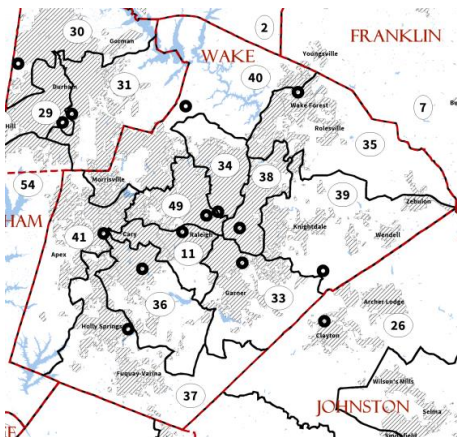 30
Gorman
2
WAKE
FRANKLIN
Youngsville
40
31
Durham
Wake Forest
7
29
Rolesville
Hill
35
34
38
54
Morrisville
39
49
Zebulon
HAM
41
Cary
Raleigh
Knightdale
Wendell
Apex
11
36
Garner
33
Archer Lodge
26
Holly Springs
Clayton
Fuquay-Varina
Wilson's Mills
37
JOHNSTON
Selma